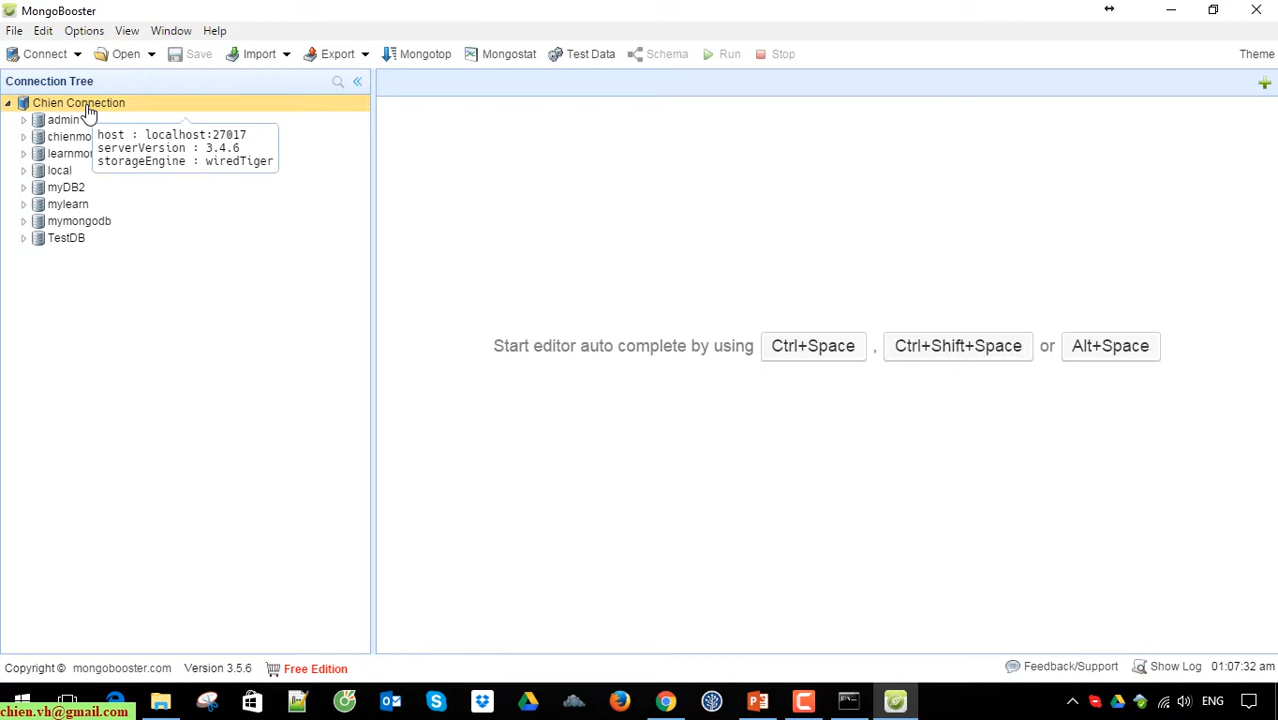 MongoBooster
File Edit Options View Window Help
Connect Open Save Import Export Mongotop Mongostat Test Data Schema Run Stop Theme
Connection Tree
Chien Connection
admin
host : localhost:27017
serverVersion : 3.4.6
storageEngine : wiredTiger
chienmo
learnmo
local
myDB2
mylearn
mymongodb
TestDB
Start editor auto complete by using Ctrl+Space , Ctrl+Shift+Space or Alt+Space
Copyright © mongobooster.com Version 3.5.6 Free Edition Feedback/Support Show Log 01:07:32 am
ENG
chien.vh@gmail.com